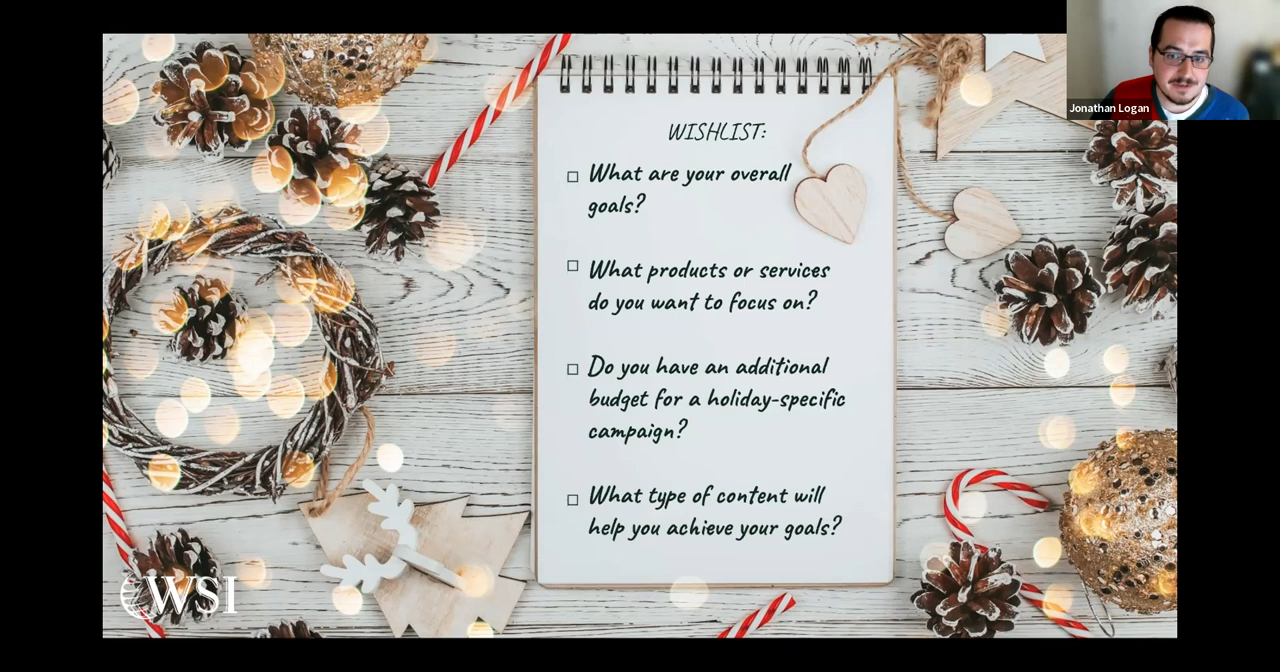 Jonathan Logan
WISHLIST:
What are your overall
goals?
What products or services
do you want to focus on?
Do you have an additional
budget for a holiday-specific
campaign?
What type of content will
help you achieve your goals?
WSI